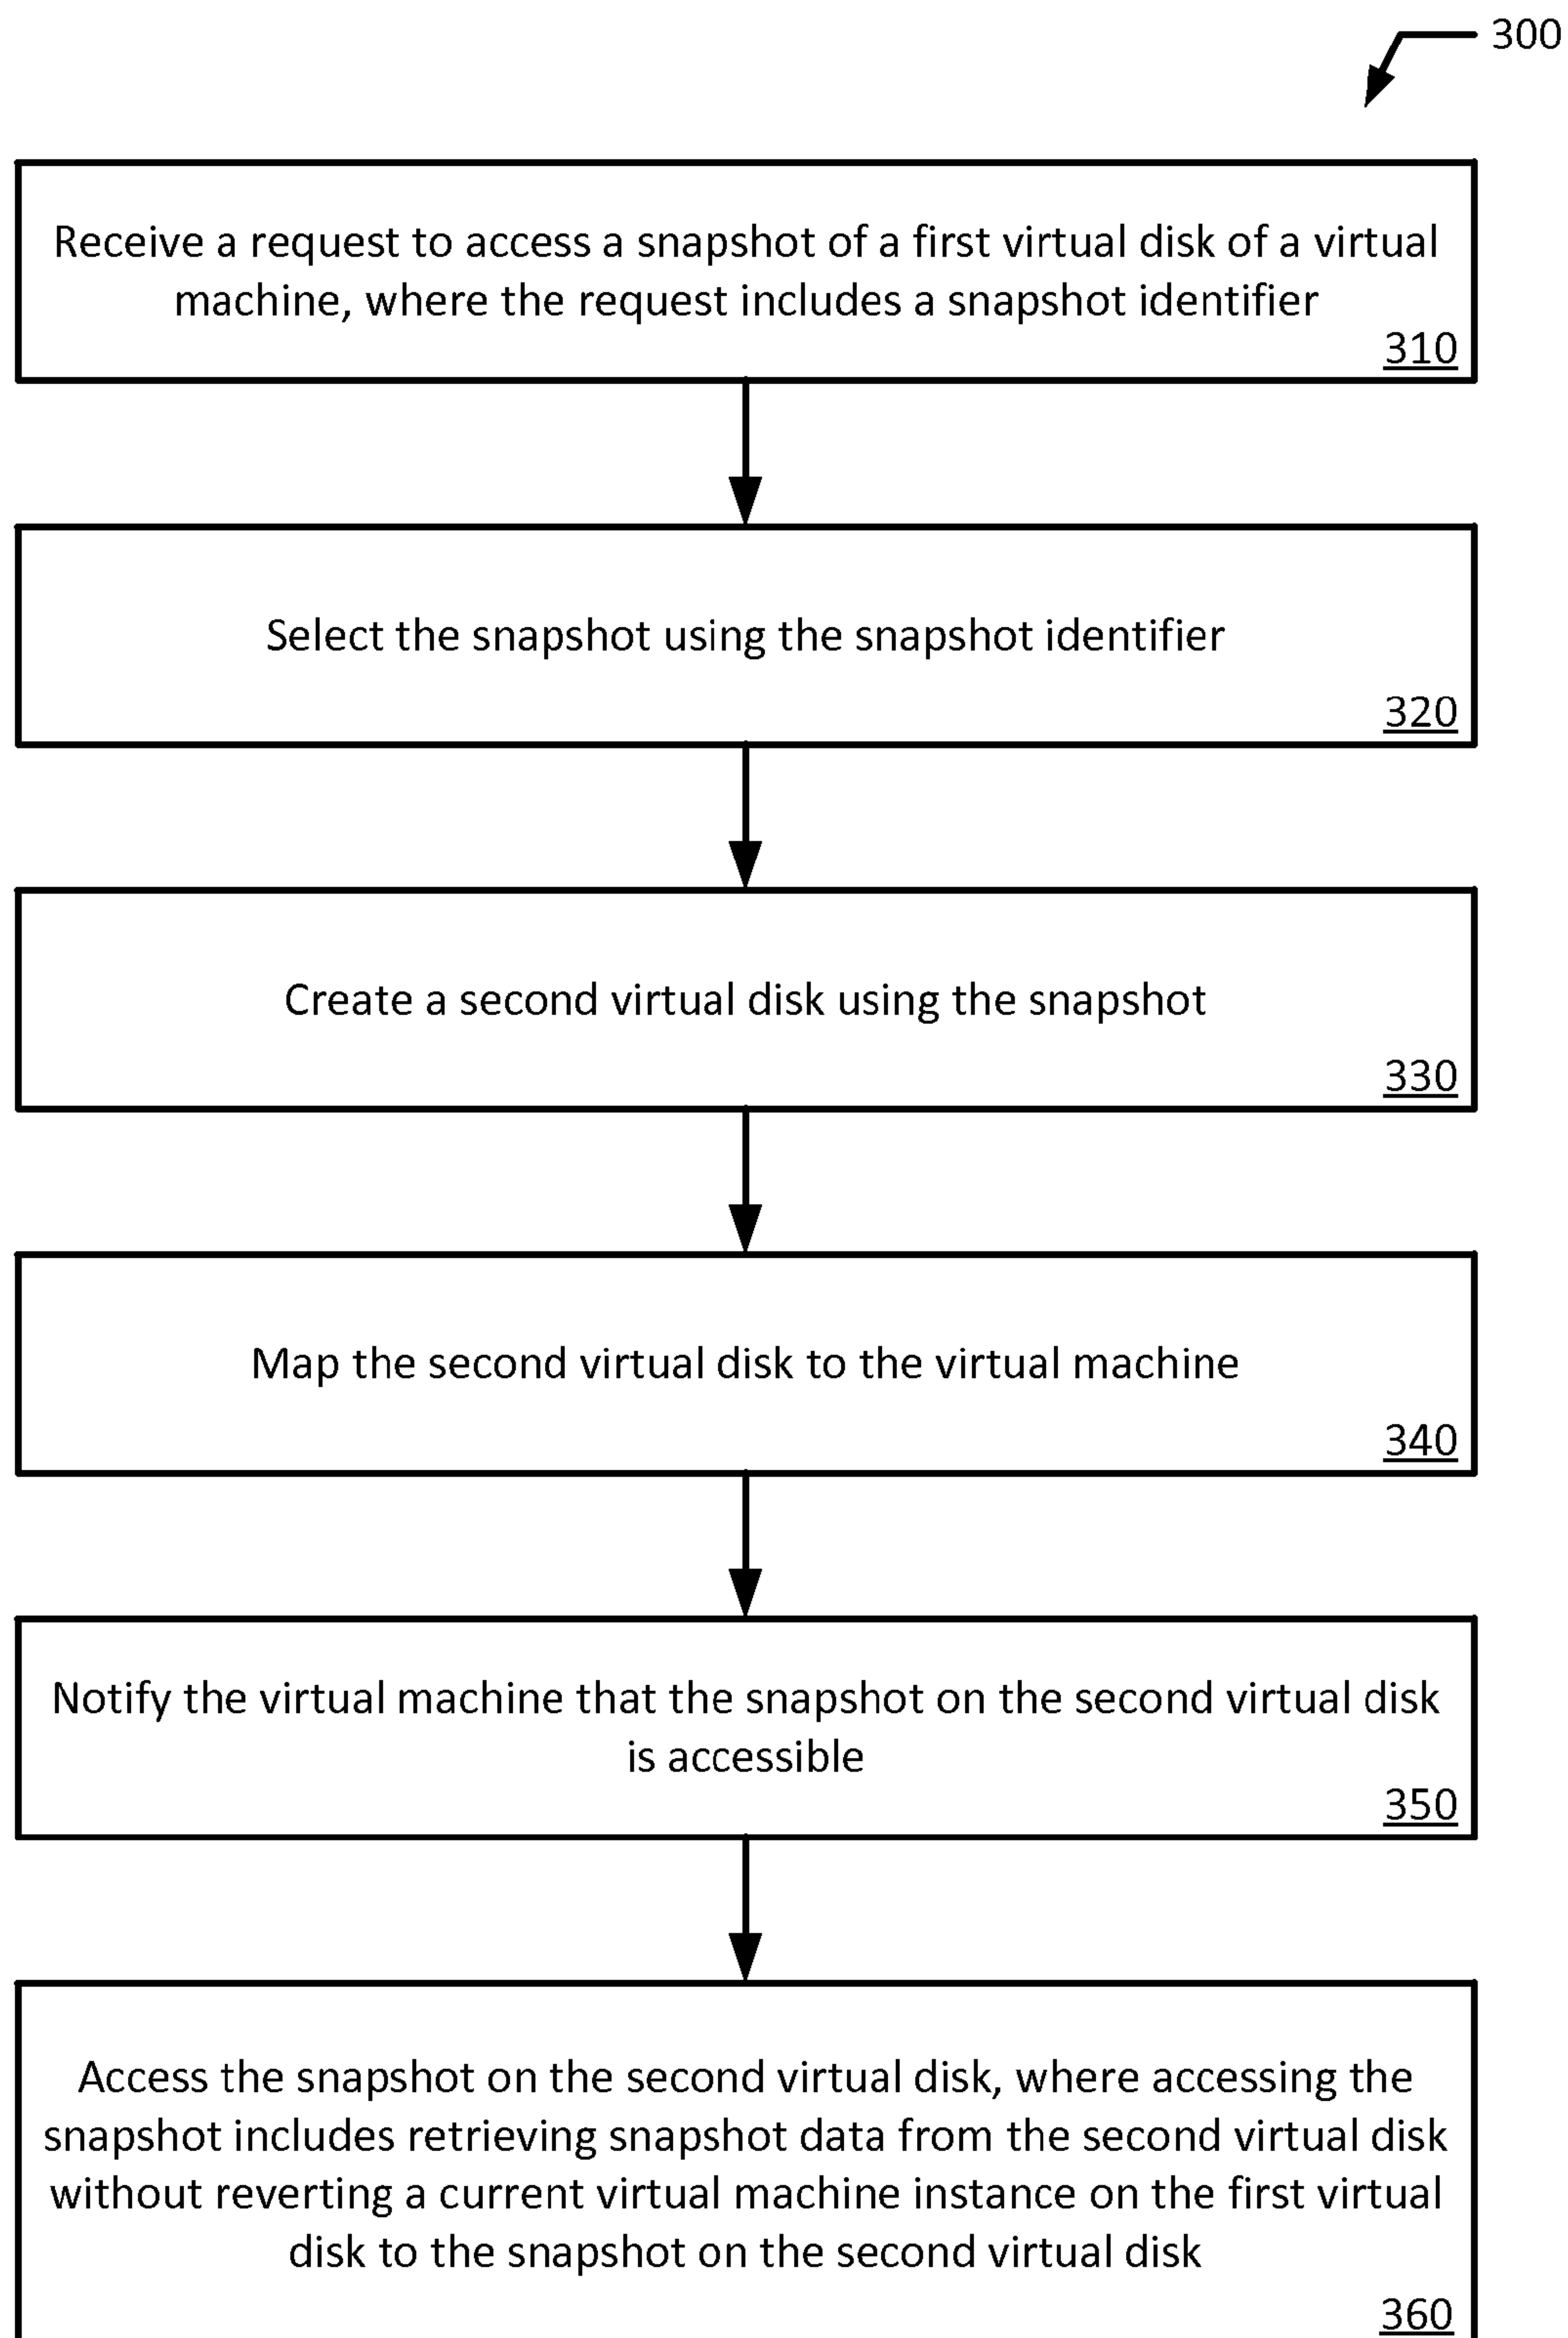 300
Receive a request to access a snapshot of a first virtual disk of a virtual
machine, where the request includes a snapshot identifier
310
Select the snapshot using the snapshot identifier
320
Create a second virtual disk using the snapshot
330
Map the second virtual disk to the virtual machine
340
Notify the virtual machine that the snapshot on the second virtual disk
is accessible
350
Access the snapshot on the second virtual disk, where accessing the
snapshot includes retrieving snapshot data from the second virtual disk
without reverting a current virtual machine instance on the first virtual
disk to the snapshot on the second virtual disk
360